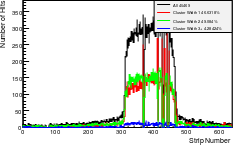 Number of Hits
350
300
250
200
150
100
50
0
All 45409
Cluster Width 1
Cluster Width 2
Cluster Width 3+
0 100 200 300 400 500 600
Strip Number